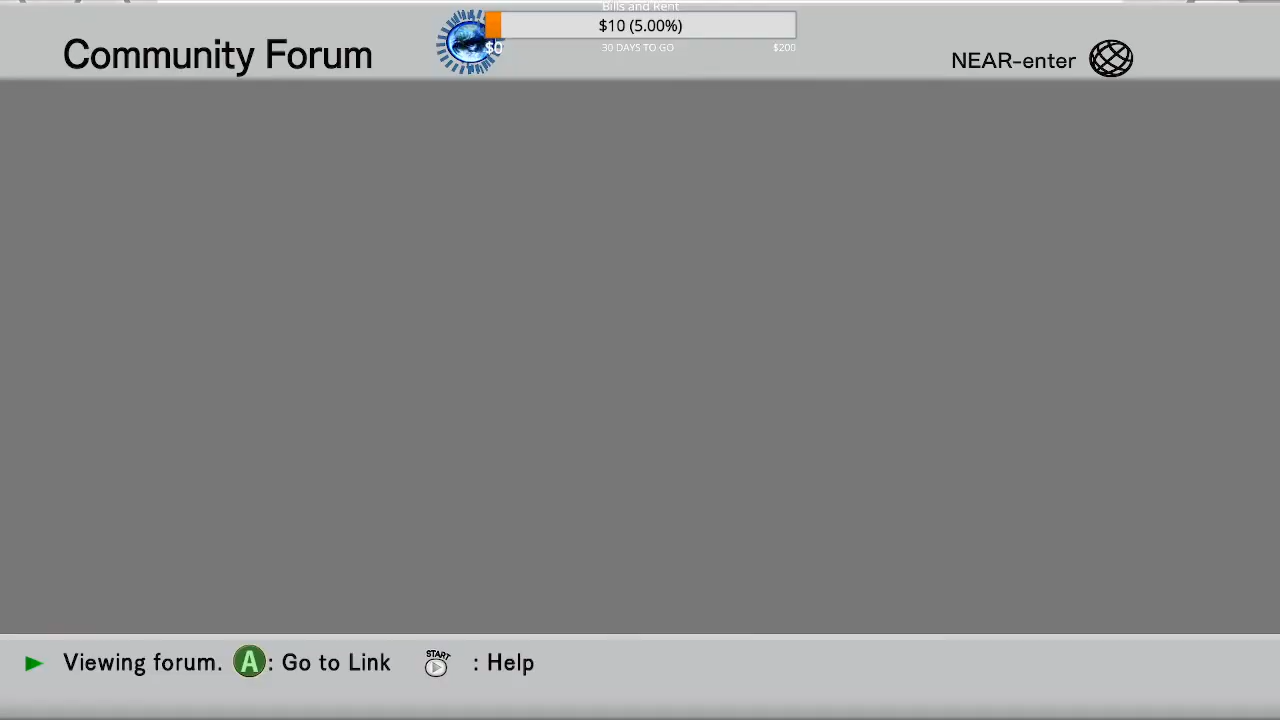 Bills and Rent
$10 (5.00%)
$0
30 DAYS TO GO
$200
Community Forum
NEAR-enter
Viewing forum. A : Go to Link START : Help